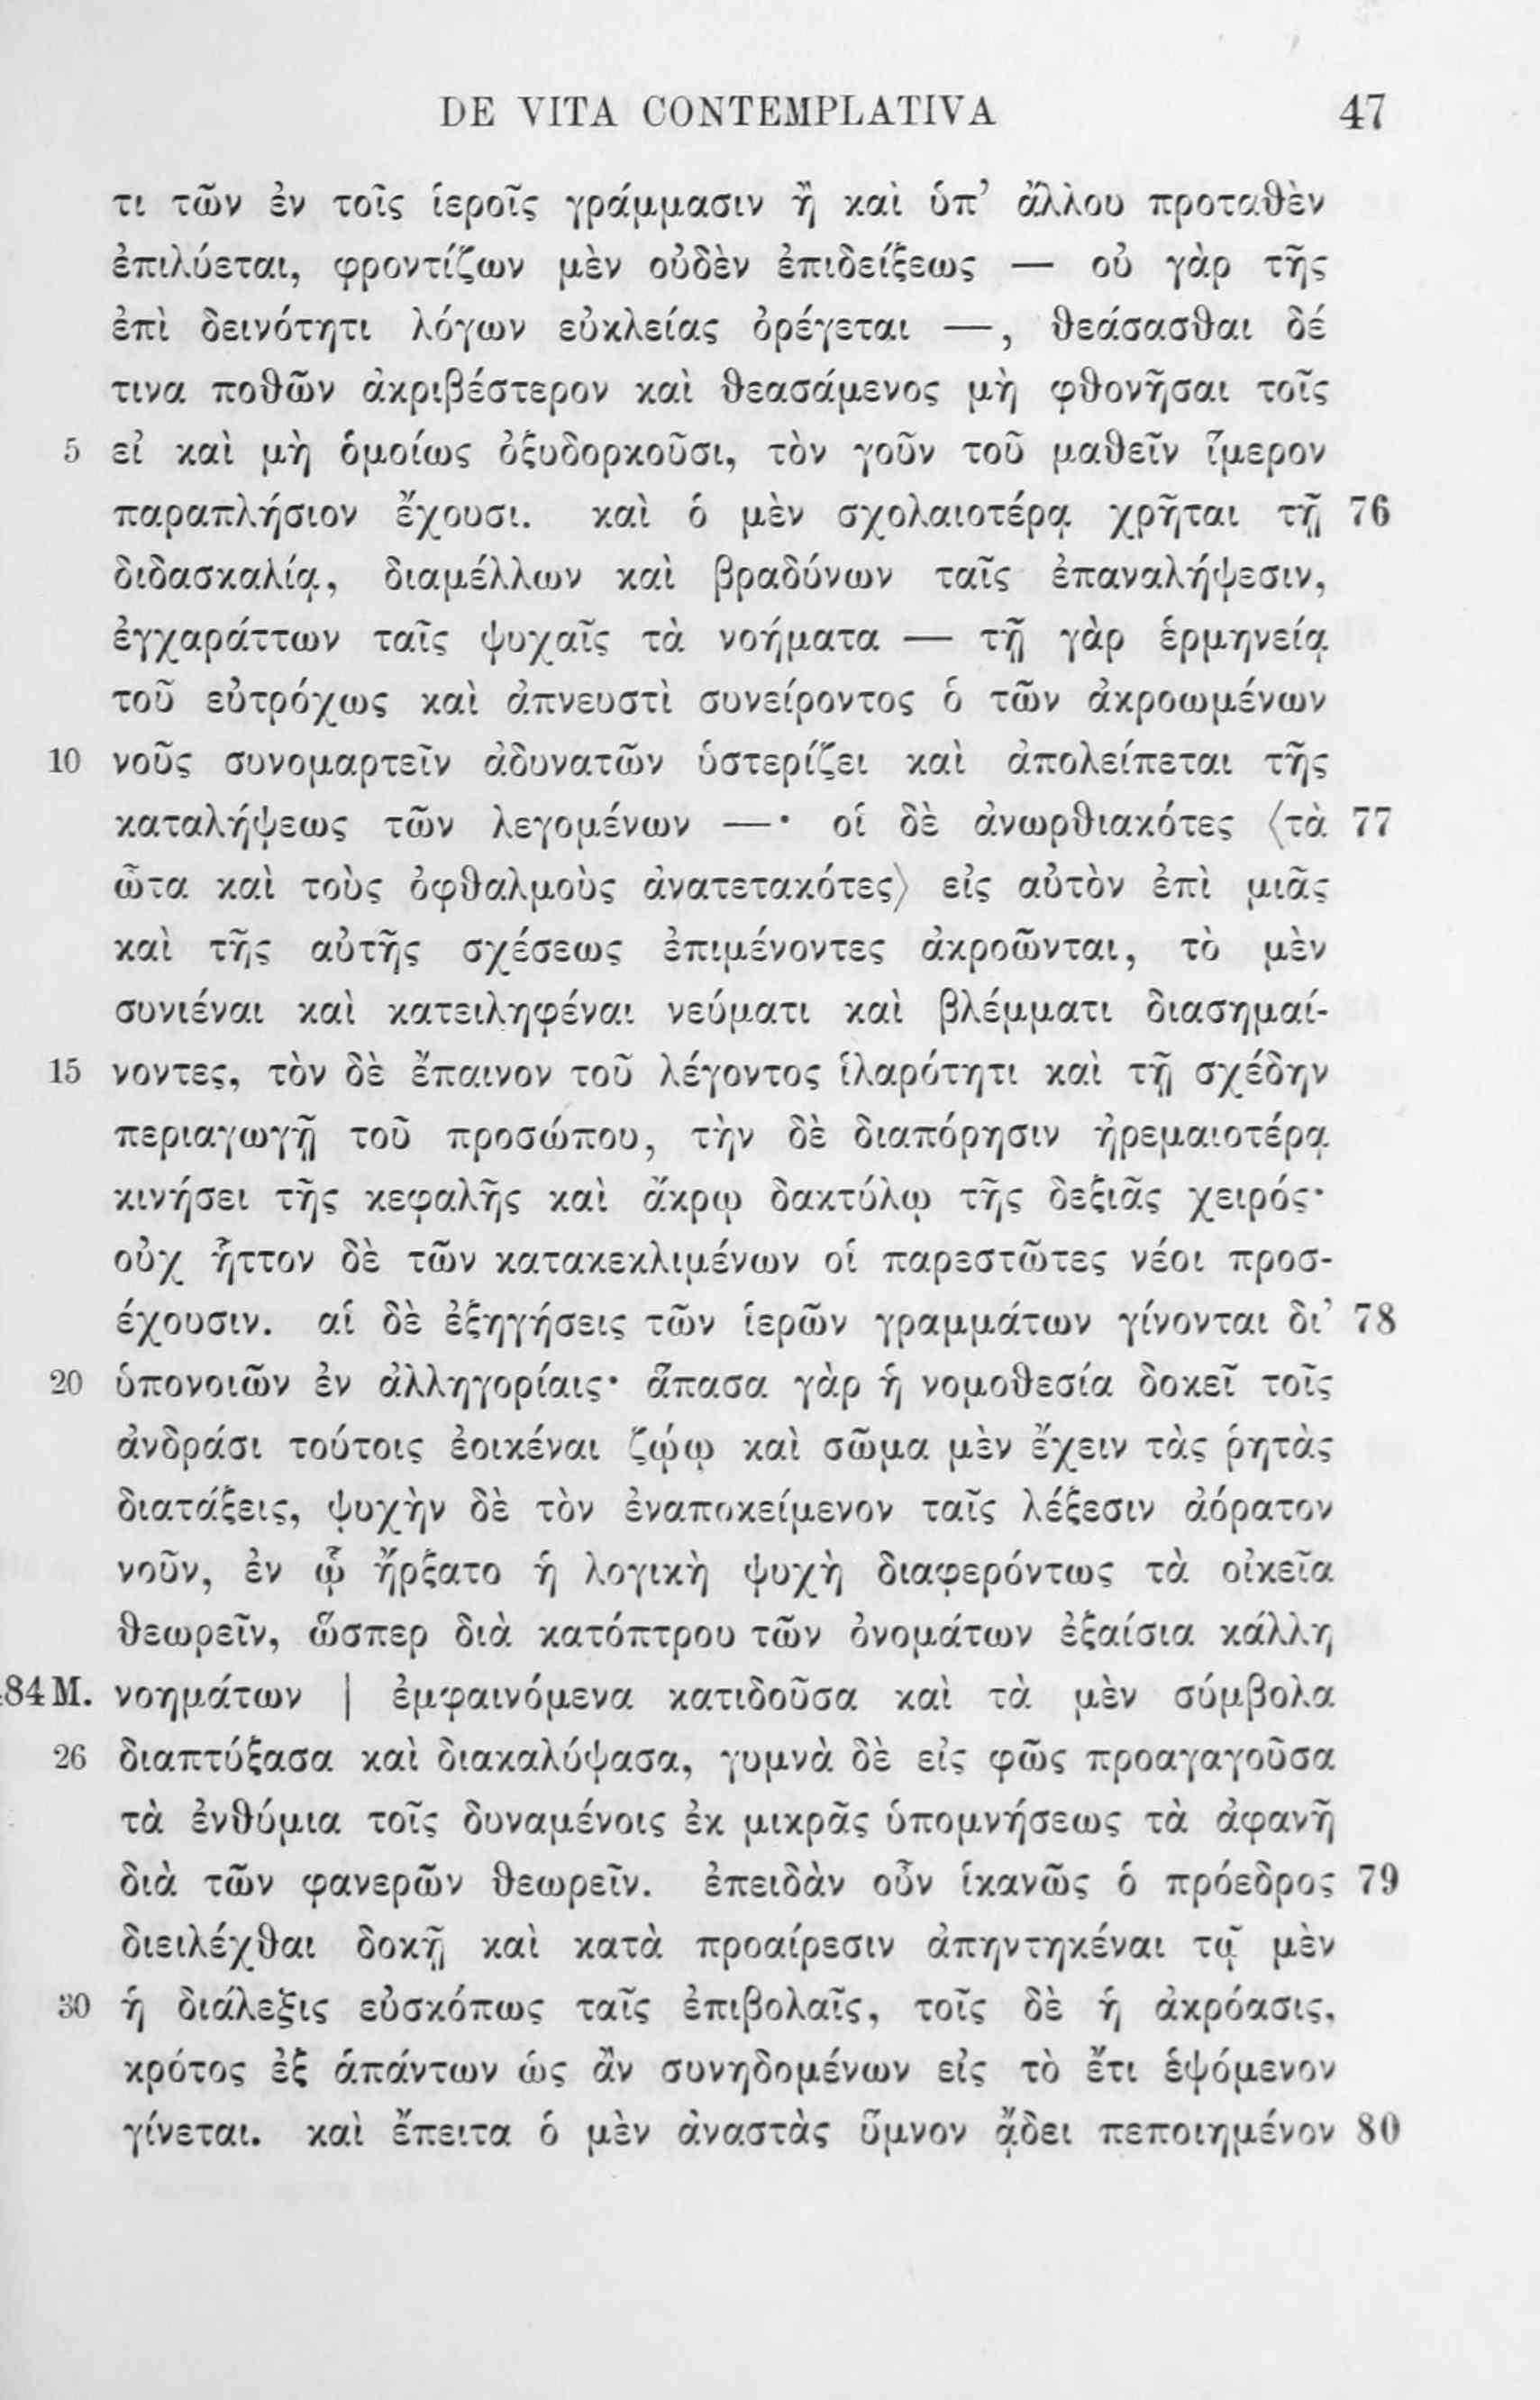 DE VITA CONTEMPLATIVA 47
τι τῶν ἐν τοῖς ἱεροῖς γράμμασιν ἢ καὶ ὑπ’ ἄλλου προταθὲν
ἐπιλύεται, φροντίζων μὲν οὐδὲν ἐπιδείξεως — οὐ γὰρ τῆς
ἐπὶ δεινότητι λόγων εὐκλείας ὀρέγεται —, θεάσασθαι δέ
τινα ποθῶν ἀκριβέστερον καὶ θεασάμενος μὴ φθονῆσαι τοῖς
5 εἰ καὶ μὴ ὁμοίως ὀξυδορκοῦσι, τὸν γοῦν τοῦ μαθεῖν ἵμερον
παραπλήσιον ἔχουσι. καὶ ὁ μὲν σχολαιοτέρᾳ χρῆται τῇ 76
διδασκαλίᾳ, διαμέλλων καὶ βραδύνων ταῖς ἐπαναλήψεσιν,
ἐγχαράττων ταῖς ψυχαῖς τὰ νοήματα — τῇ γὰρ ἑρμηνείᾳ
τοῦ εὐτρόχως καὶ ἀπνευστὶ συνείροντος ὁ τῶν ἀκροωμένων
10 νοῦς συνομαρτεῖν ἀδυνατῶν ὑστερίζει καὶ ἀπολείπεται τῆς
καταλήψεως τῶν λεγομένων —· οἱ δὲ ἀνωρθιακότες ⟨τὰ 77
ὦτα καὶ τοὺς ὀφθαλμοὺς ἀνατετακότες⟩ εἰς αὐτὸν ἐπὶ μιᾶς
καὶ τῆς αὐτῆς σχέσεως ἐπιμένοντες ἀκροῶνται, τὸ μὲν
συνιέναι καὶ κατειληφέναι νεύματι καὶ βλέμματι διασημαί-
15 νοντες, τὸν δὲ ἔπαινον τοῦ λέγοντος ἱλαρότητι καὶ τῇ σχέδην
περιαγωγῇ τοῦ προσώπου, τὴν δὲ διαπόρησιν ἠρεμαιοτέρᾳ
κινήσει τῆς κεφαλῆς καὶ ἄκρῳ δακτύλῳ τῆς δεξιᾶς χειρός·
οὐχ ἧττον δὲ τῶν κατακεκλιμένων οἱ παρεστῶτες νέοι προσ-
έχουσιν. αἱ δὲ ἐξηγήσεις τῶν ἱερῶν γραμμάτων γίνονται δι’ 78
20 ὑπονοιῶν ἐν ἀλληγορίαις· ἅπασα γὰρ ἡ νομοθεσία δοκεῖ τοῖς
ἀνδράσι τούτοις ἐοικέναι ζῴῳ καὶ σῶμα μὲν ἔχειν τὰς ῥητὰς
διατάξεις, ψυχὴν δὲ τὸν ἐναποκείμενον ταῖς λέξεσιν ἀόρατον
νοῦν, ἐν ᾧ ἤρξατο ἡ λογικὴ ψυχὴ διαφερόντως τὰ οἰκεῖα
θεωρεῖν, ὥσπερ διὰ κατόπτρου τῶν ὀνομάτων ἐξαίσια κάλλη
84 M. νοημάτων | ἐμφαινόμενα κατιδοῦσα καὶ τὰ μὲν σύμβολα
26 διαπτύξασα καὶ διακαλύψασα, γυμνὰ δὲ εἰς φῶς προαγαγοῦσα
τὰ ἐνθύμια τοῖς δυναμένοις ἐκ μικρᾶς ὑπομνήσεως τὰ ἀφανῆ
διὰ τῶν φανερῶν θεωρεῖν. ἐπειδὰν οὖν ἱκανῶς ὁ πρόεδρος 79
διειλέχθαι δοκῇ καὶ κατὰ προαίρεσιν ἀπηντηκέναι τῷ μὲν
30 ἡ διάλεξις εὐσκόπως ταῖς ἐπιβολαῖς, τοῖς δὲ ἡ ἀκρόασις,
κρότος ἐξ ἁπάντων ὡς ἂν συνηδομένων εἰς τὸ ἔτι ἑψόμενον
γίνεται. καὶ ἔπειτα ὁ μὲν ἀναστὰς ὕμνον ᾄδει πεποιημένον 80